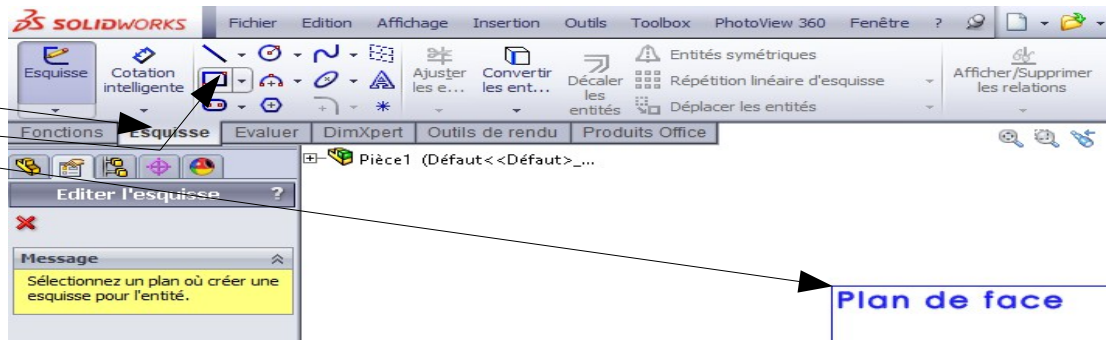 SOLIDWORKS Fichier Edition Affichage Insertion Outils Toolbox PhotoView 360 Fenêtre ?
Esquisse
Cotation
intelligente
Ajuster
les e...
Convertir
les ent...
Décaler
les
entités
Entités symétriques
Répétition linéaire d'esquisse
Déplacer les entités
Afficher/Supprimer
les relations
Fonctions Esquisse Evaluer DimXpert Outils de rendu Produits Office
Pièce1 (Défaut<<Défaut>_...
Editer l'esquisse ?
Message
Sélectionnez un plan où créer une
esquisse pour l'entité.
Plan de face